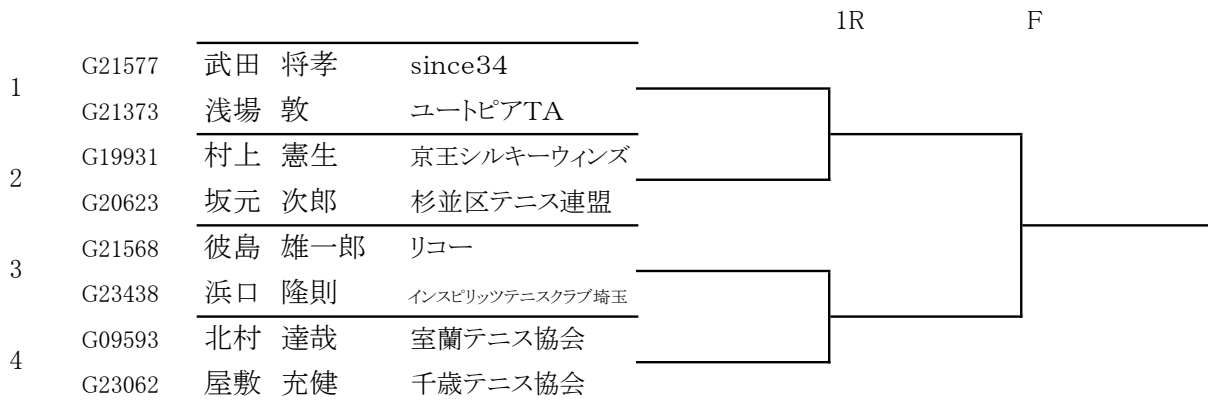 1R F
G21577 武田 将孝 since34
1
G21373 浅場 敦 ユートピアTA
G19931 村上 憲生 京王シルキーウィンズ
2
G20623 坂元 次郎 杉並区テニス連盟
G21568 彼島 雄一郎 リコー
3
G23438 浜口 隆則 インスピリッツテニスクラブ埼玉
G09593 北村 達哉 室蘭テニス協会
4
G23062 屋敷 充健 千歳テニス協会